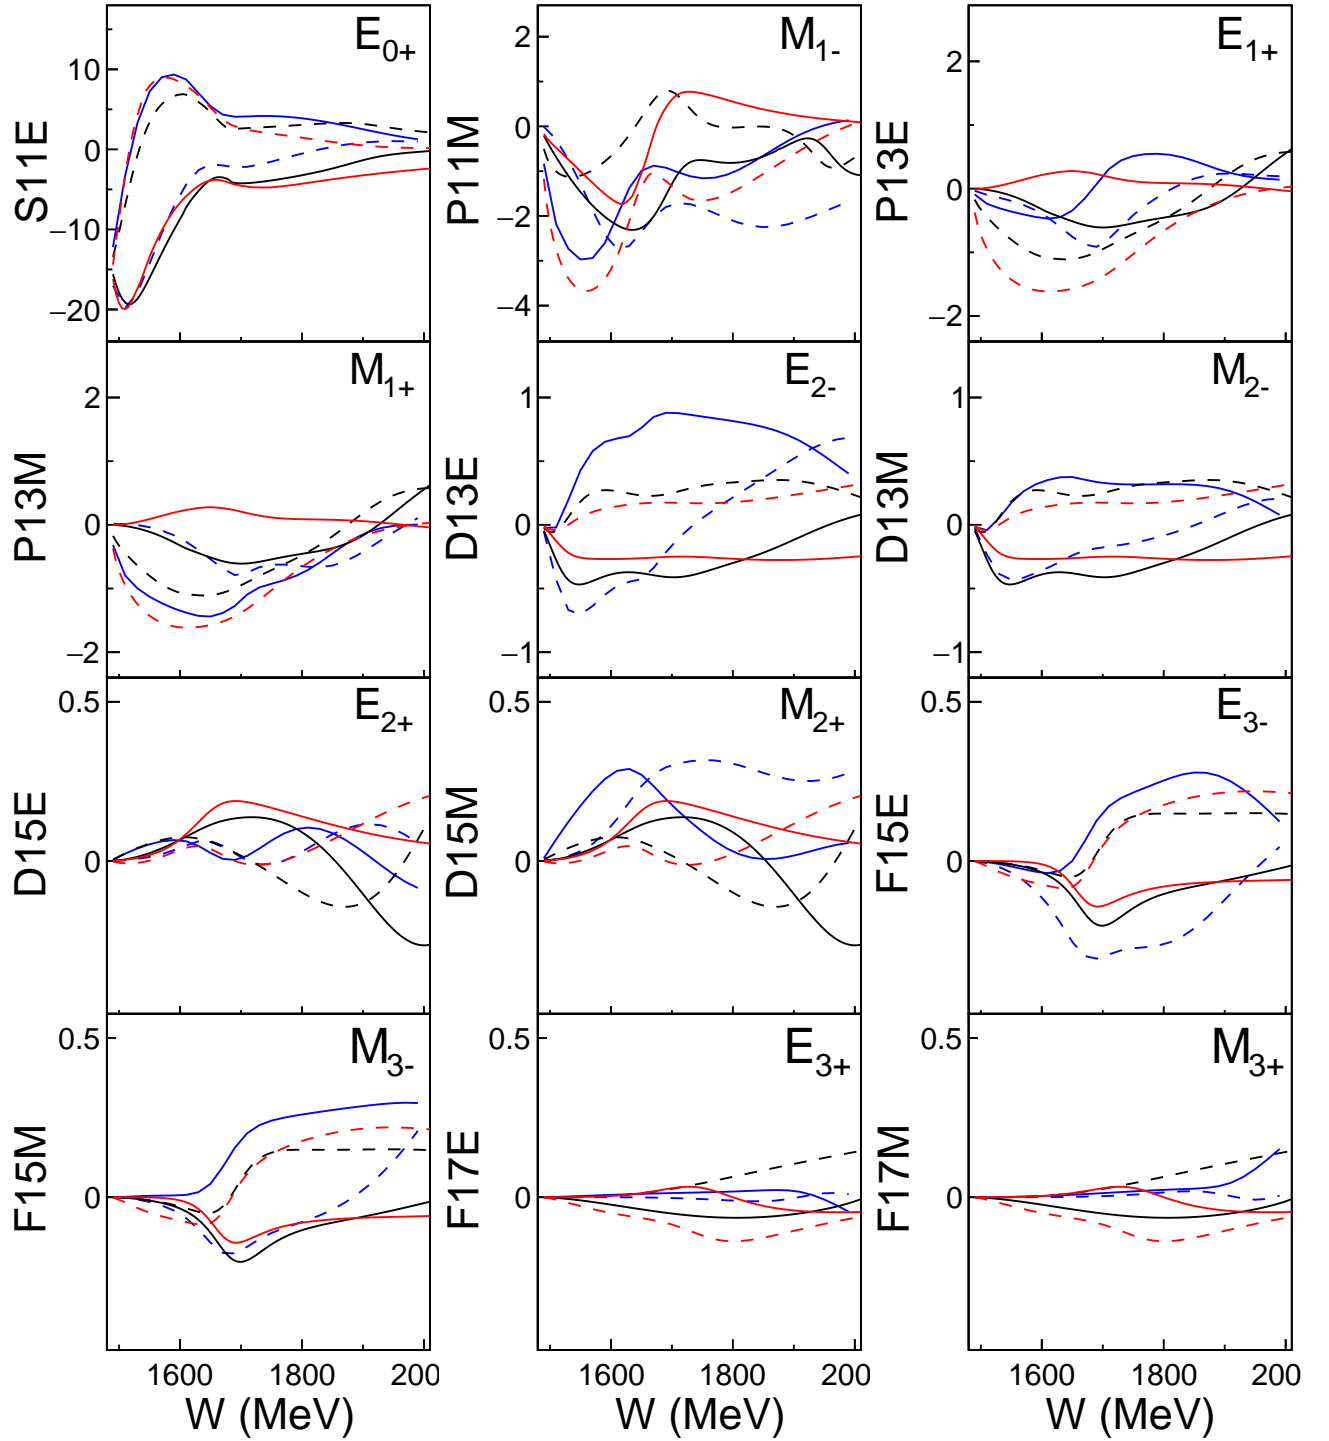 E0+
S11E
10
0
−10
−20
M1-
P11M
2
0
−2
−4
E1+
P13E
2
0
−2
M1+
P13M
2
0
−2
E2-
D13E
1
0
−1
M2-
D13M
1
0
−1
E2+
D15E
0.5
0
M2+
D15M
0.5
0
E3-
F15E
0.5
0
M3-
F15M
0.5
0
1600 1800 200
W (MeV)
E3+
F17E
0.5
0
1600 1800 200
W (MeV)
M3+
F17M
0.5
0
1600 1800 200
W (MeV)